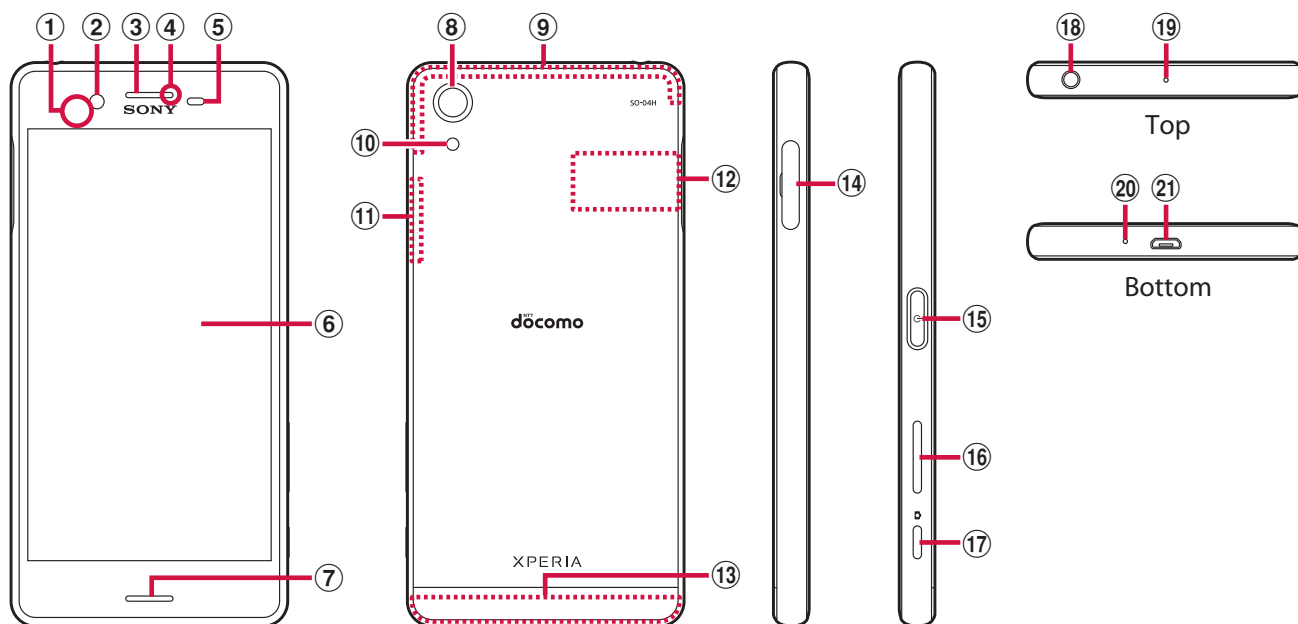 ① ② ③ ④ ⑤ ⑧ ⑨ ⑱ ⑲
SONY
SO-04H
Top
⑩ ⑫ ⑭
⑪
⑳ ㉑
Bottom
⑥
NTT
docomo
⑮
⑯
XPERIA
⑰
⑦ ⑬